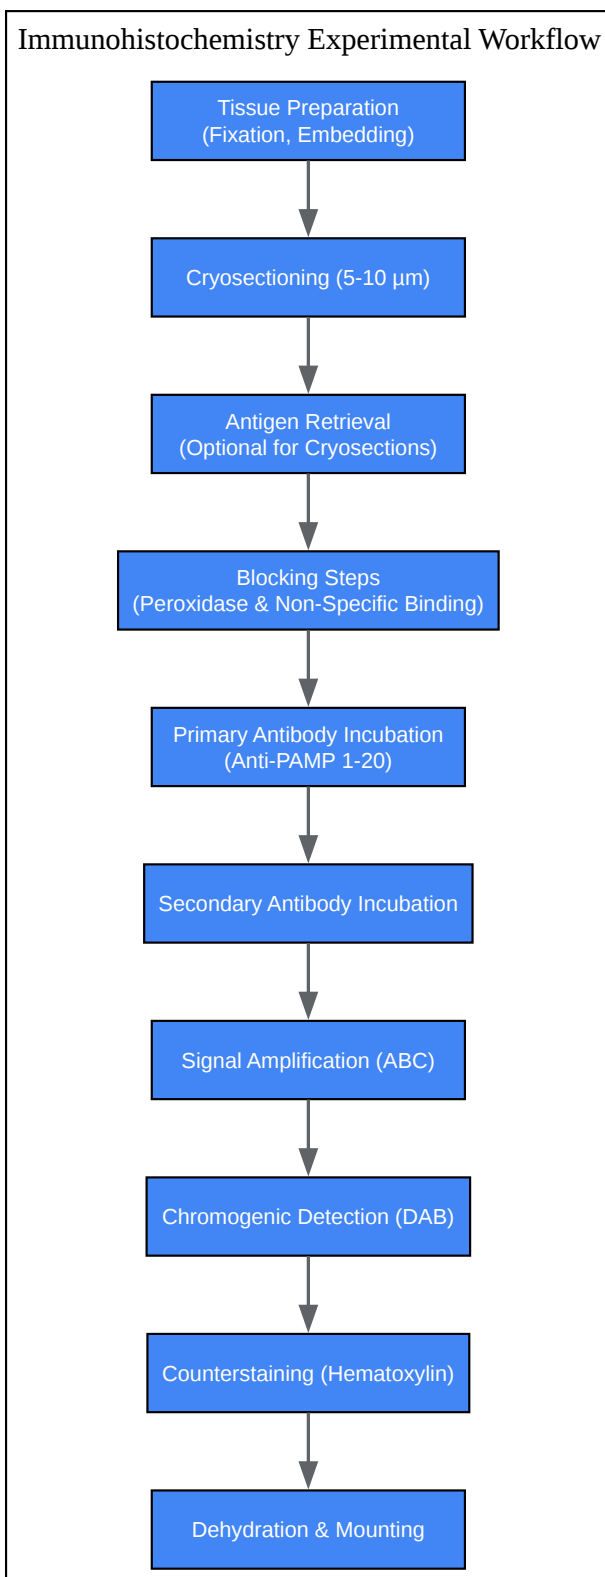 Immunohistochemistry Experimental Workflow
Tissue Preparation
(Fixation, Embedding)
Cryosectioning (5-10 µm)
Antigen Retrieval
(Optional for Cryosections)
Blocking Steps
(Peroxidase & Non-Specific Binding)
Primary Antibody Incubation
(Anti-PAMP 1-20)
Secondary Antibody Incubation
Signal Amplification (ABC)
Chromogenic Detection (DAB)
Counterstaining (Hematoxylin)
Dehydration & Mounting